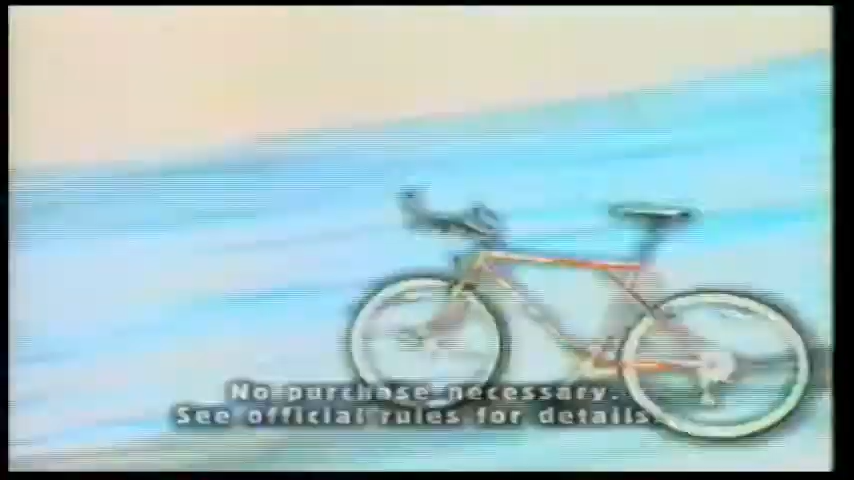 No purchase necessary.
See official rules for details.